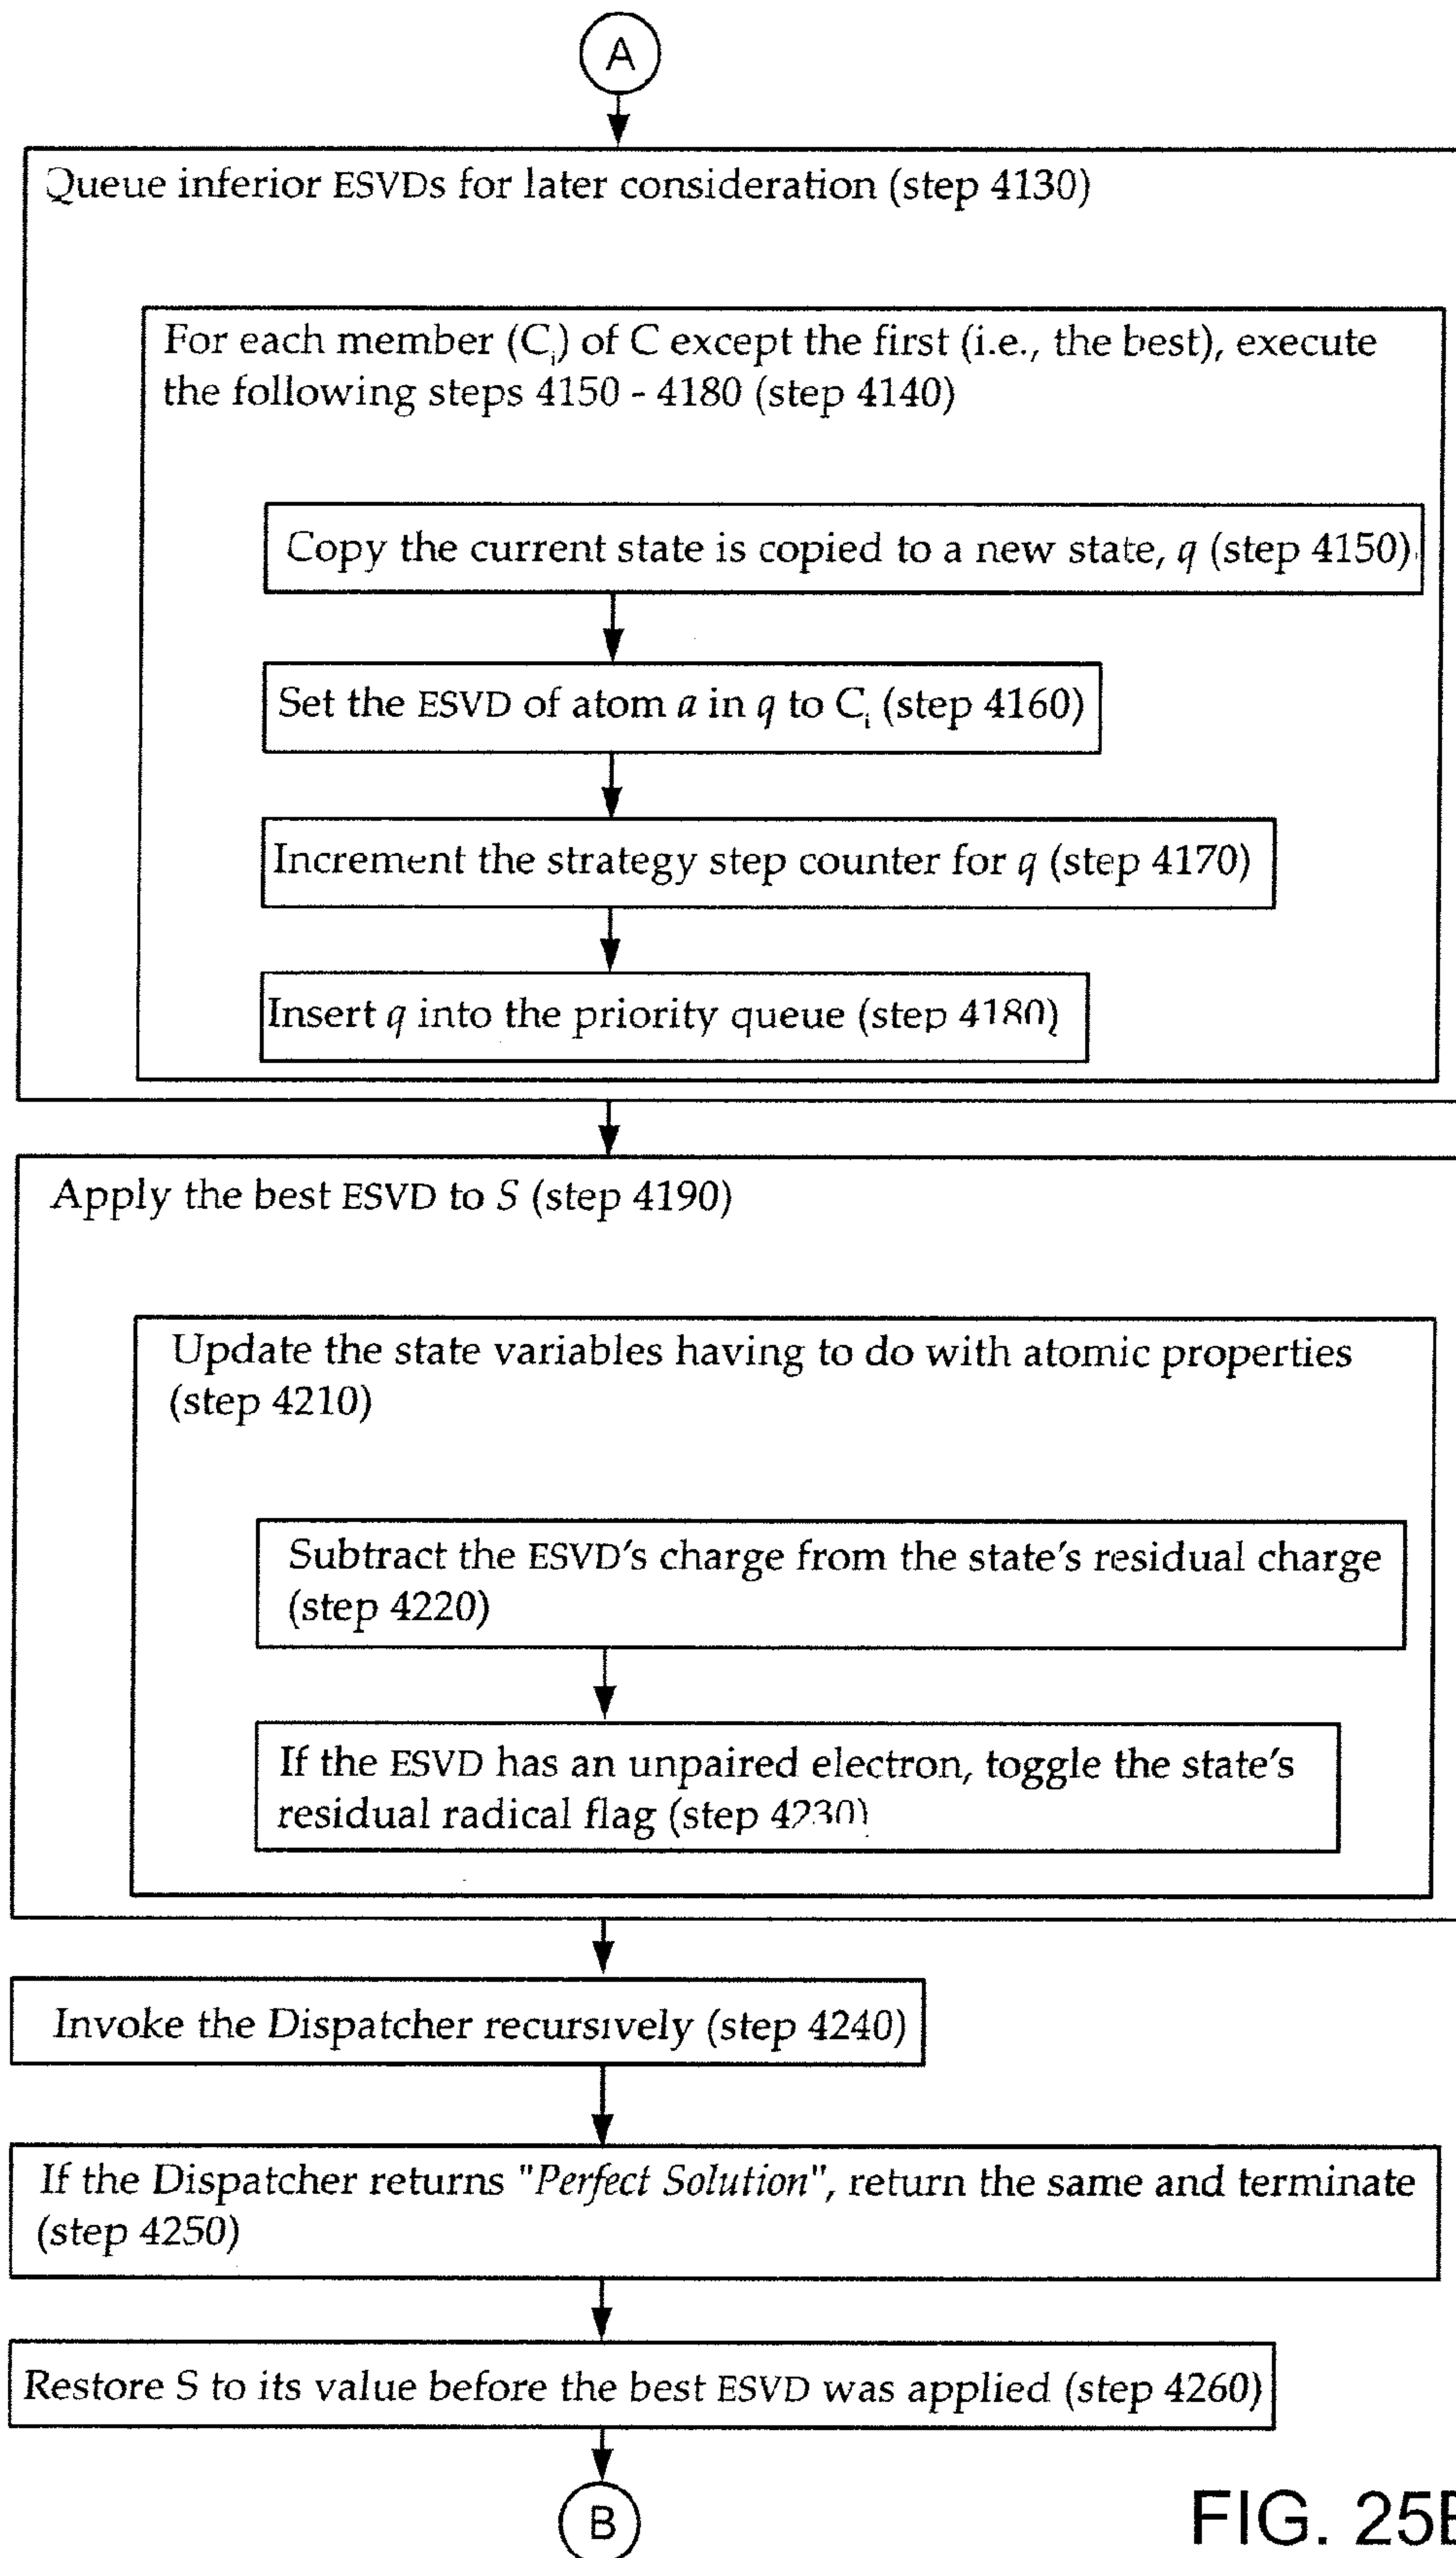 A
Queue inferior ESVDs for later consideration (step 4130)
For each member (Cᵢ) of C except the first (i.e., the best), execute
the following steps 4150 - 4180 (step 4140)
Copy the current state is copied to a new state, q (step 4150)
Set the ESVD of atom a in q to Cᵢ (step 4160)
Increment the strategy step counter for q (step 4170)
Insert q into the priority queue (step 4180)
Apply the best ESVD to S (step 4190)
Update the state variables having to do with atomic properties
(step 4210)
Subtract the ESVD's charge from the state's residual charge
(step 4220)
If the ESVD has an unpaired electron, toggle the state's
residual radical flag (step 4230)
Invoke the Dispatcher recursively (step 4240)
If the Dispatcher returns "Perfect Solution", return the same and terminate
(step 4250)
Restore S to its value before the best ESVD was applied (step 4260)
B
FIG. 25B